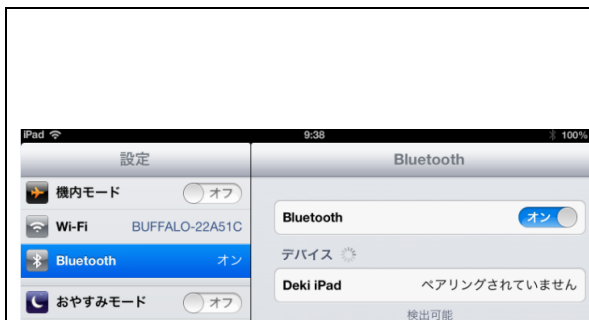 iPad 9:38 100%
設定 Bluetooth
機内モード オフ
Wi-Fi BUFFALO-22A51C
Bluetooth オン
おやすみモード オフ
Bluetooth オン
デバイス
Deki iPad ペアリングされていません
検出可能